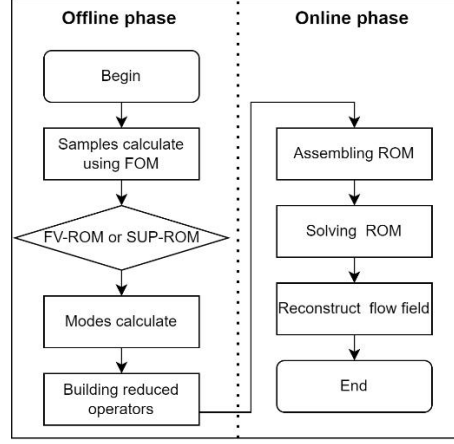 Offline phase
Begin
Samples calculate
using FOM
FV-ROM or SUP-ROM
Modes calculate
Building reduced
operators
Online phase
Assembling ROM
Solving ROM
Reconstruct flow field
End